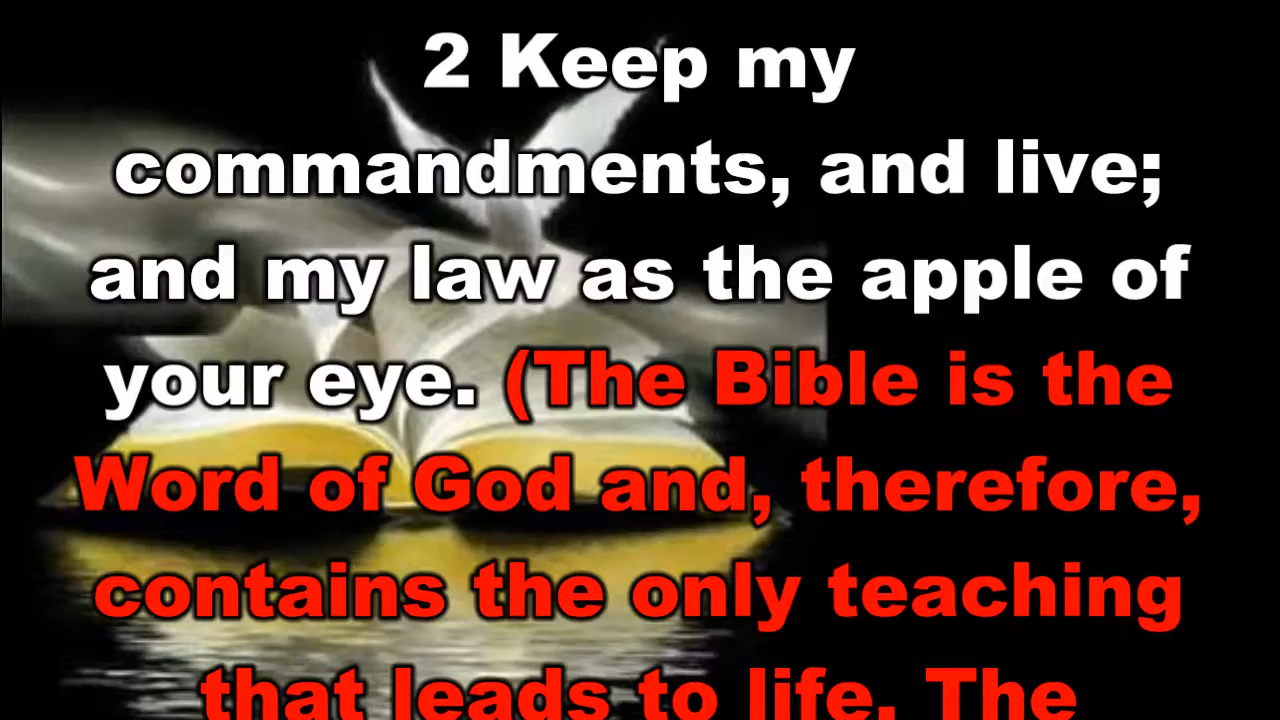 2 Keep my
commandments, and live;
and my law as the apple of
your eye. (The Bible is the
Word of God and, therefore,
contains the only teaching
that leads to life. The